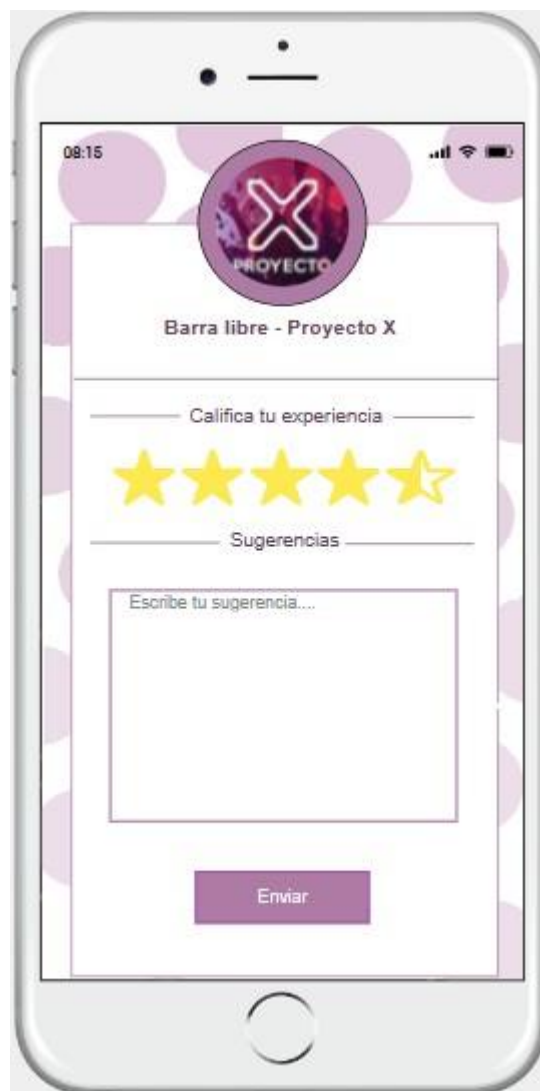 08:15
X
PROYECTO
Barra libre - Proyecto X
Califica tu experiencia
Sugerencias
Escribe tu sugerencia....
Enviar